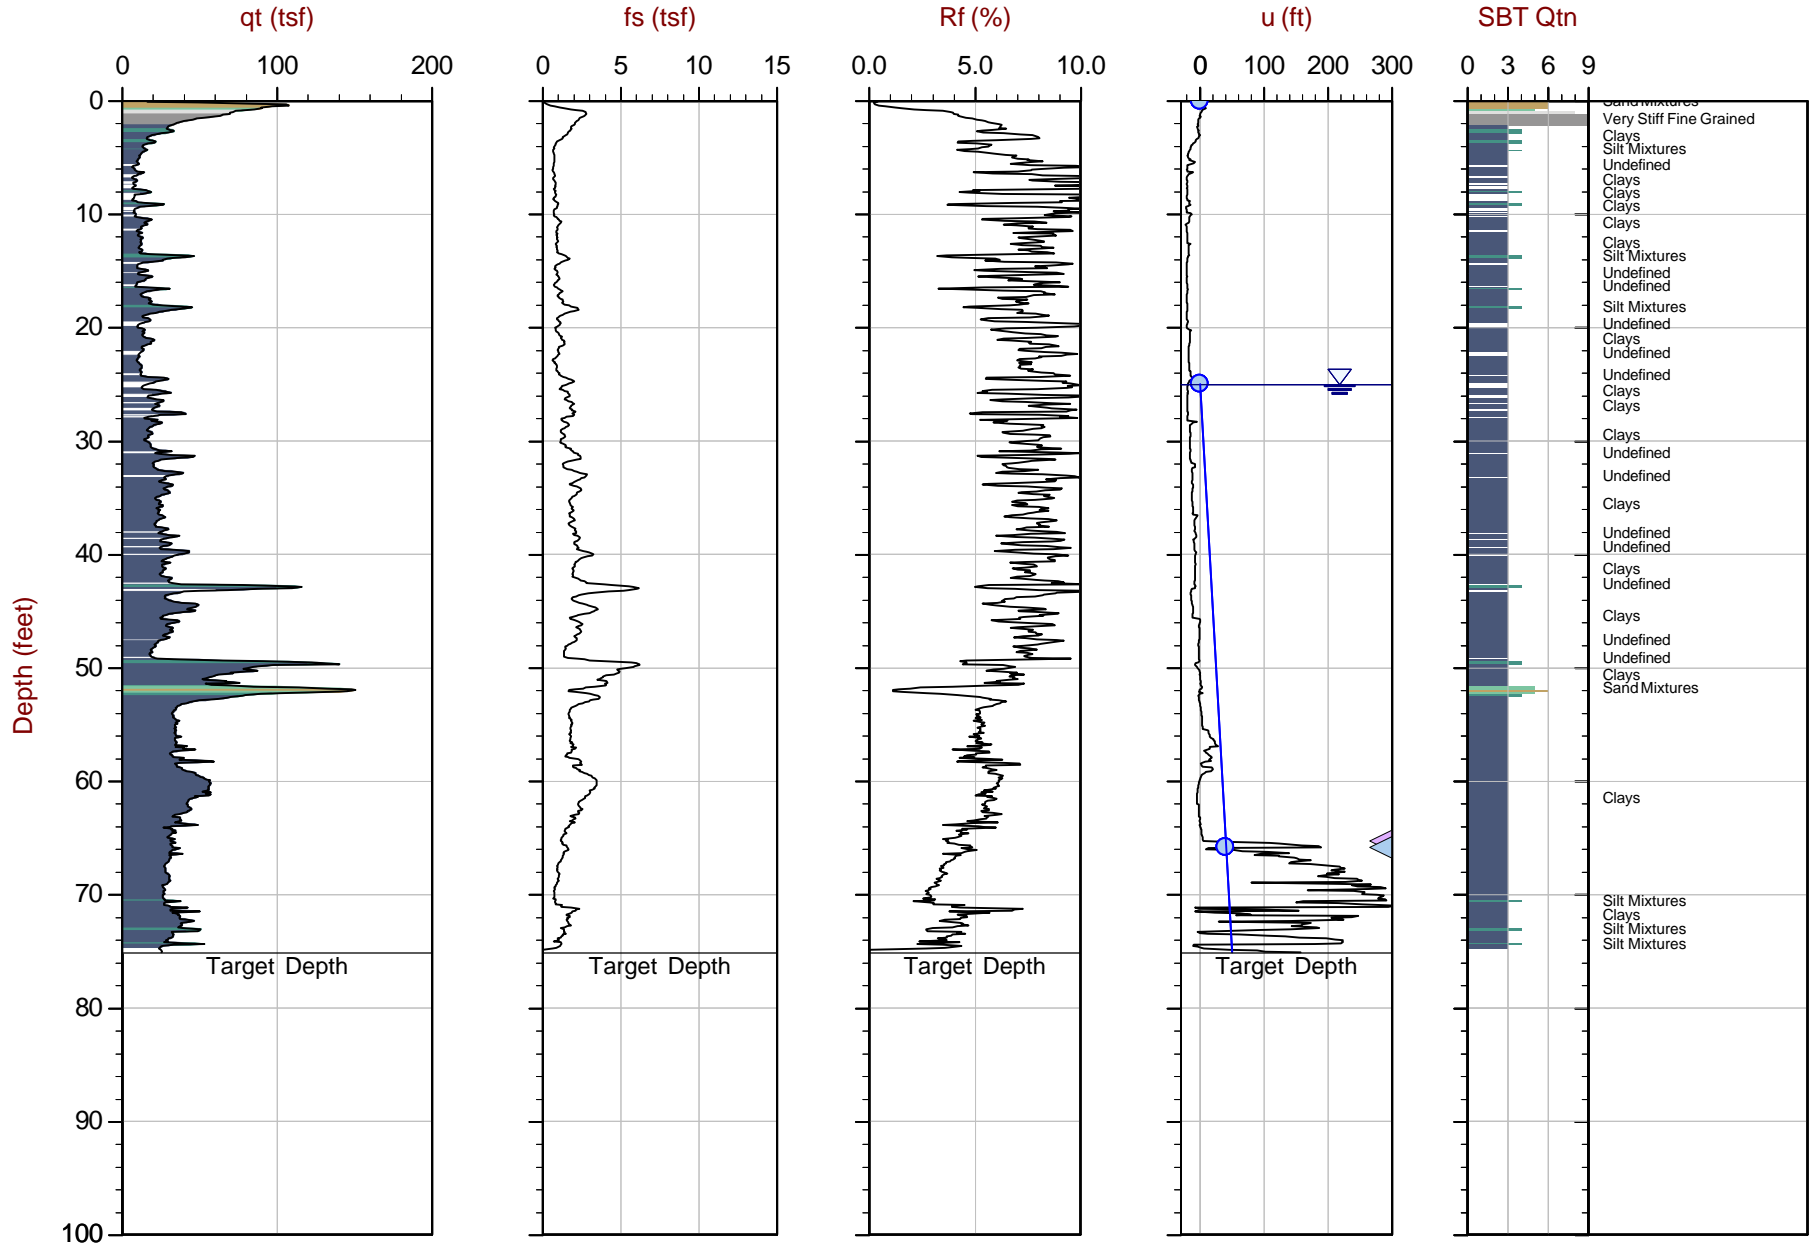 qt (tsf)
fs (tsf)
Rf (%)
u (ft)
SBT Qtn
0 100 200
0 5 10 15
0.0 5.0 10.0
0 100 200 300
0 3 6 9
Depth (feet)
0
10
20
30
40
50
60
70
80
90
100
Sand Mixtures
Very Stiff Fine Grained
Clays
Silt Mixtures
Undefined
Clays
Clays
Clays
Clays
Clays
Silt Mixtures
Undefined
Undefined
Silt Mixtures
Undefined
Clays
Undefined
Undefined
Clays
Clays
Clays
Undefined
Undefined
Clays
Undefined
Undefined
Clays
Undefined
Clays
Undefined
Undefined
Clays
Sand Mixtures
Clays
Silt Mixtures
Clays
Silt Mixtures
Silt Mixtures
Target Depth
Target Depth
Target Depth
Target Depth